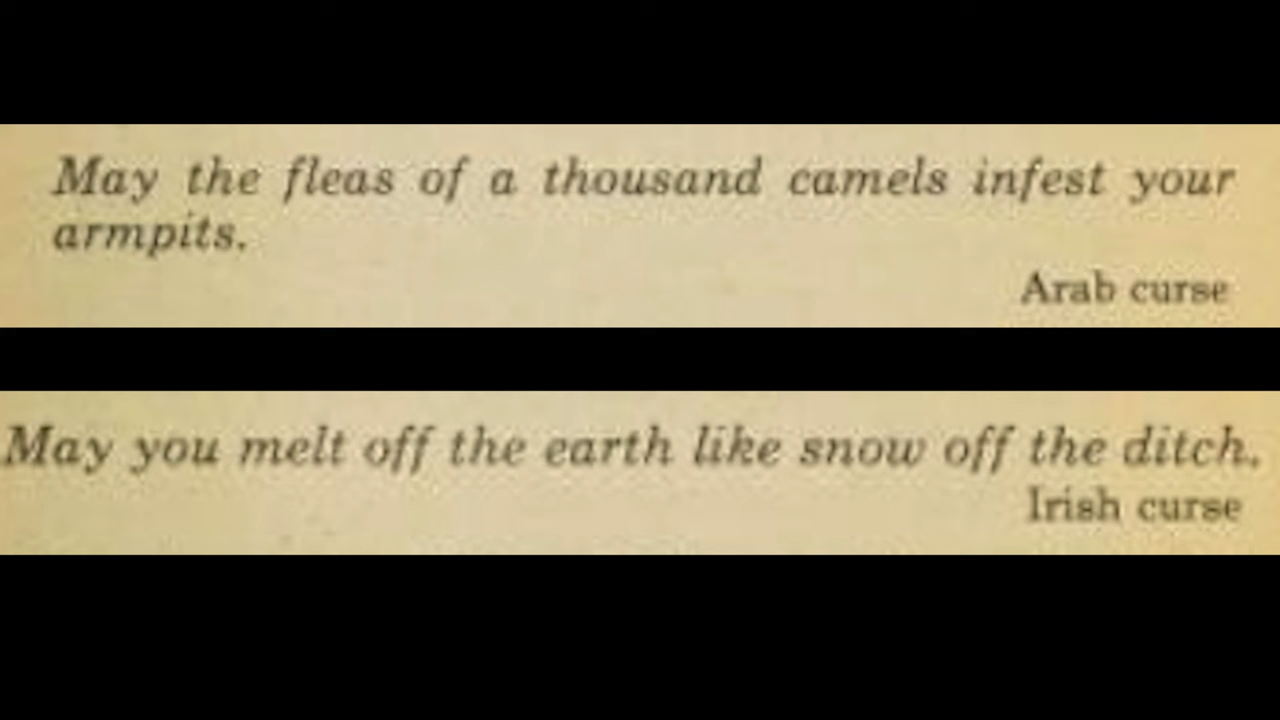 May the fleas of a thousand camels infest your
armpits.
Arab curse
May you melt off the earth like snow off the ditch.
Irish curse